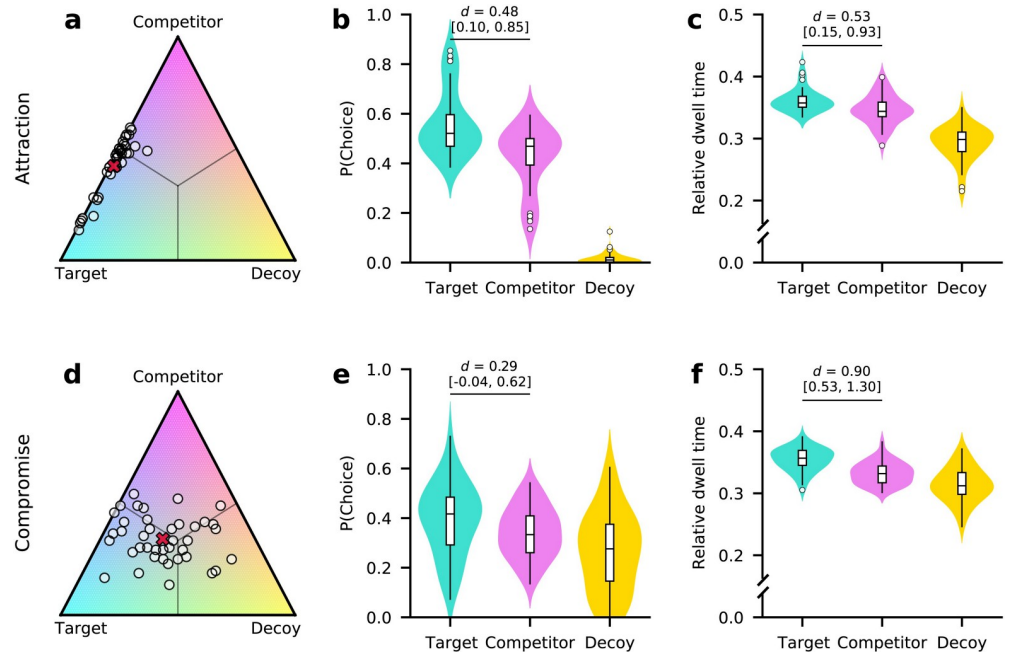 a
Competitor
Attraction
Target
Decoy
b
d = 0.48
[0.10, 0.85]
P(Choice)
1.0
0.8
0.6
0.4
0.2
0.0
Target Competitor Decoy
c
d = 0.53
[0.15, 0.93]
Relative dwell time
0.5
0.4
0.3
0.2
0.0
Target Competitor Decoy
d
Competitor
Compromise
Target
Decoy
e
d = 0.29
[-0.04, 0.62]
P(Choice)
1.0
0.8
0.6
0.4
0.2
0.0
Target Competitor Decoy
f
d = 0.90
[0.53, 1.30]
Relative dwell time
0.5
0.4
0.3
0.2
0.0
Target Competitor Decoy